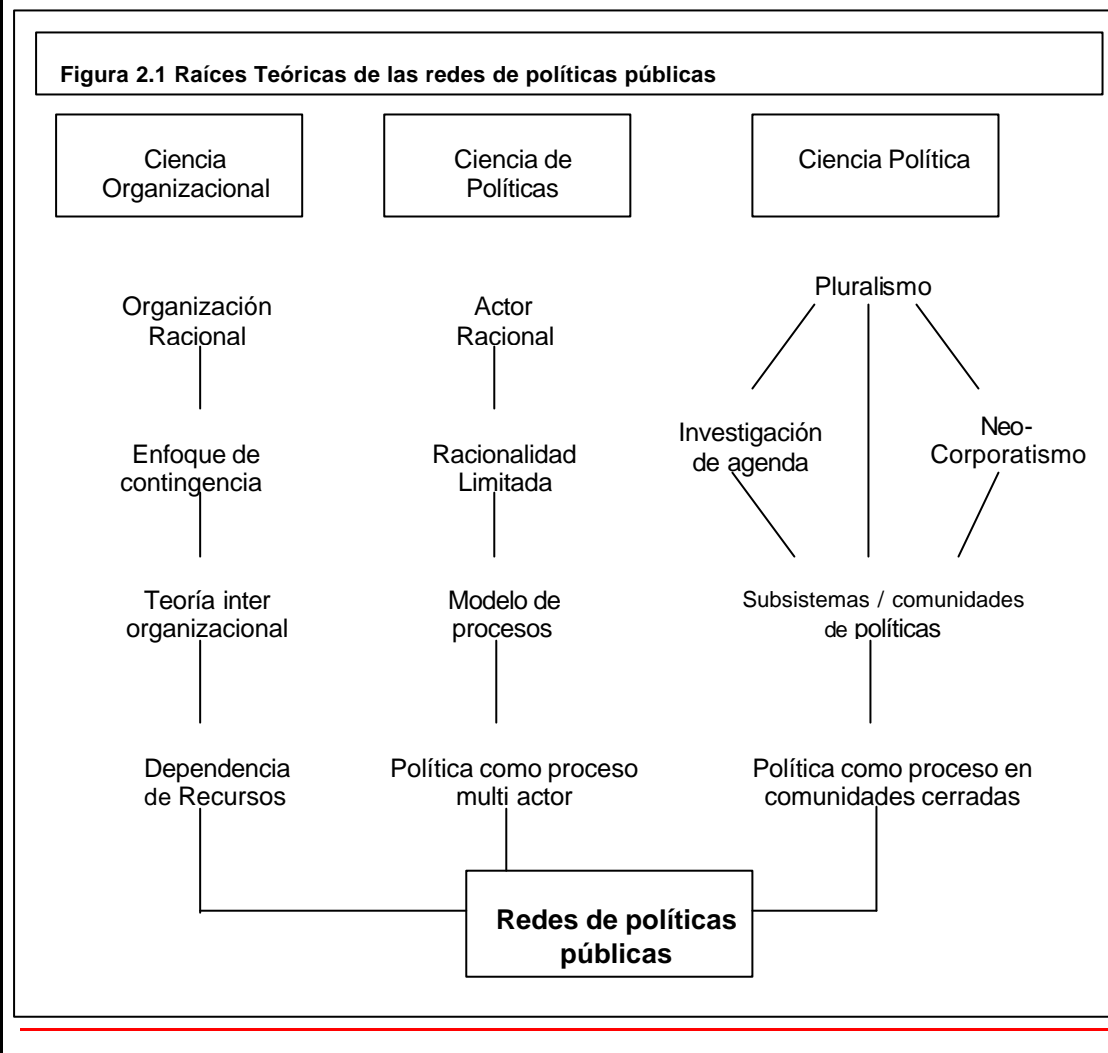 Figura 2.1 Raíces Teóricas de las redes de políticas públicas
Ciencia
Organizacional
Ciencia de
Políticas
Ciencia Política
Organización
Racional
Actor
Racional
Pluralismo
Enfoque de
contingencia
Racionalidad
Limitada
Investigación
de agenda
Neo-
Corporatismo
Teoría inter
organizacional
Modelo de
procesos
Subsistemas / comunidades
de políticas
Dependencia
de Recursos
Política como proceso
multi actor
Política como proceso en
comunidades cerradas
Redes de políticas
públicas